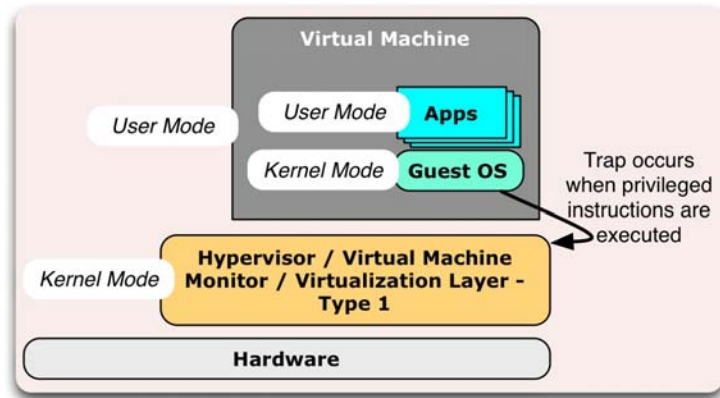 Virtual Machine
User Mode
User Mode
Apps
Kernel Mode
Guest OS
Trap occurs
when privileged
instructions are
executed
Kernel Mode
Hypervisor / Virtual Machine
Monitor / Virtualization Layer -
Type 1
Hardware